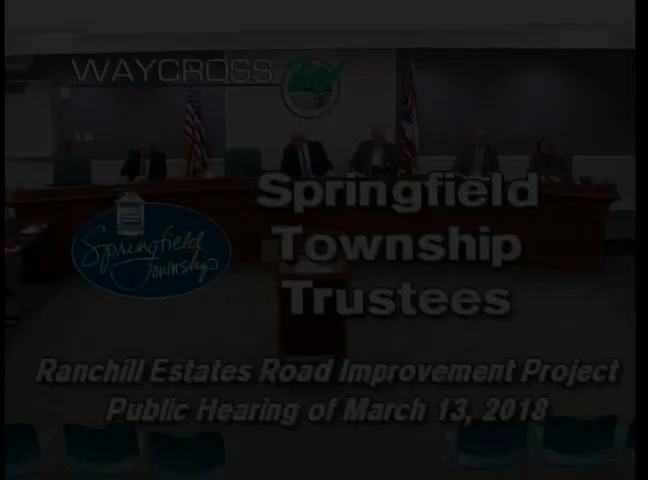 WAYCROSS
Springfield
Township
Springfield
Township
Trustees
Ranchill Estates Road Improvement Project
Public Hearing of March 13, 2018